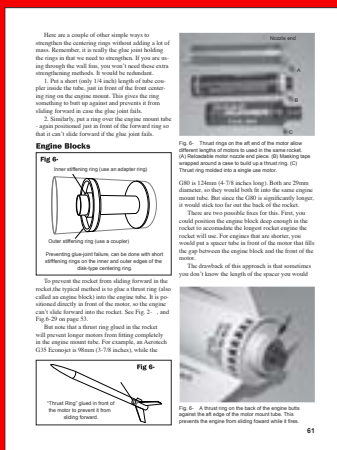 Here are a couple of other simple ways to
strengthen the centering rings without adding a lot of
mass. Remember, it is really the glue joint holding
the rings in that we need to strengthen. If you are us-
ing through the wall fins, you won't need these extra
strengthening methods. It would be redundant.
1. Put a short (only 1/4 inch) length of tube cou-
pler inside the tube, just in front of the front center-
ing ring on the engine mount. This gives the ring
something to butt up against and prevents it from
sliding forward in case the glue joint fails.
2. Similarly, put a ring over the engine mount tube
- again positioned just in front of the forward ring so
that it can't slide forward if the glue joint fails.
Engine Blocks
Fig 6-
Inner stiffening ring (use an adapter ring)
Outer stiffening ring (use a coupler)
Preventing glue-joint failure, can be done with short
stiffening rings on the inner and outer edges of the
disk-type centering ring.
To prevent the rocket from sliding forward in the
rocket,the typical method is to glue a thrust ring (also
called an engine block) into the engine tube. It is po-
sitioned directly in front of the motor, so the engine
can't slide forward into the rocket. See Fig. 2- , and
Fig.6-29 on page 53.
But note that a thrust ring glued in the rocket
will prevent longer motors from fitting completely
in the engine mount tube. For example, an Aerotech
G35 Econojet is 98mm (3-7/8 inches), while the
Fig 6-
"Thrust Ring" glued in front of
the motor to prevent it from
sliding forward.
Nozzle end
A
B
C
Fig. 6- Thrust rings on the aft end of the motor allow
different lengths of motors to used in the same rocket.
(A) Reloadable motor nozzle end piece. (B) Masking tape
wrapped around a case to build up a thrust ring. (C)
Thrust ring molded into a single use motor.
G80 is 124mm (4-7/8 inches long). Both are 29mm
diameter, so they would both fit into the same engine
mount tube. But since the G80 is significantly longer,
it would stick too far out the back of the rocket.
There are two possible fixes for this. First, you
could position the engine block deep enough in the
rocket to accomodate the longest rocket engine the
rocket will use. For engines that are shorter, you
would put a spacer tube in front of the motor that fills
the gap between the engine block and the front of the
motor.
The drawback of this approach is that sometimes
you don't know the length of the spacer you would
Fig. 6- A thrust ring on the back of the engine butts
against the aft edge of the motor mount tube. This
prevents the engine from sliding foward while it fires.
61